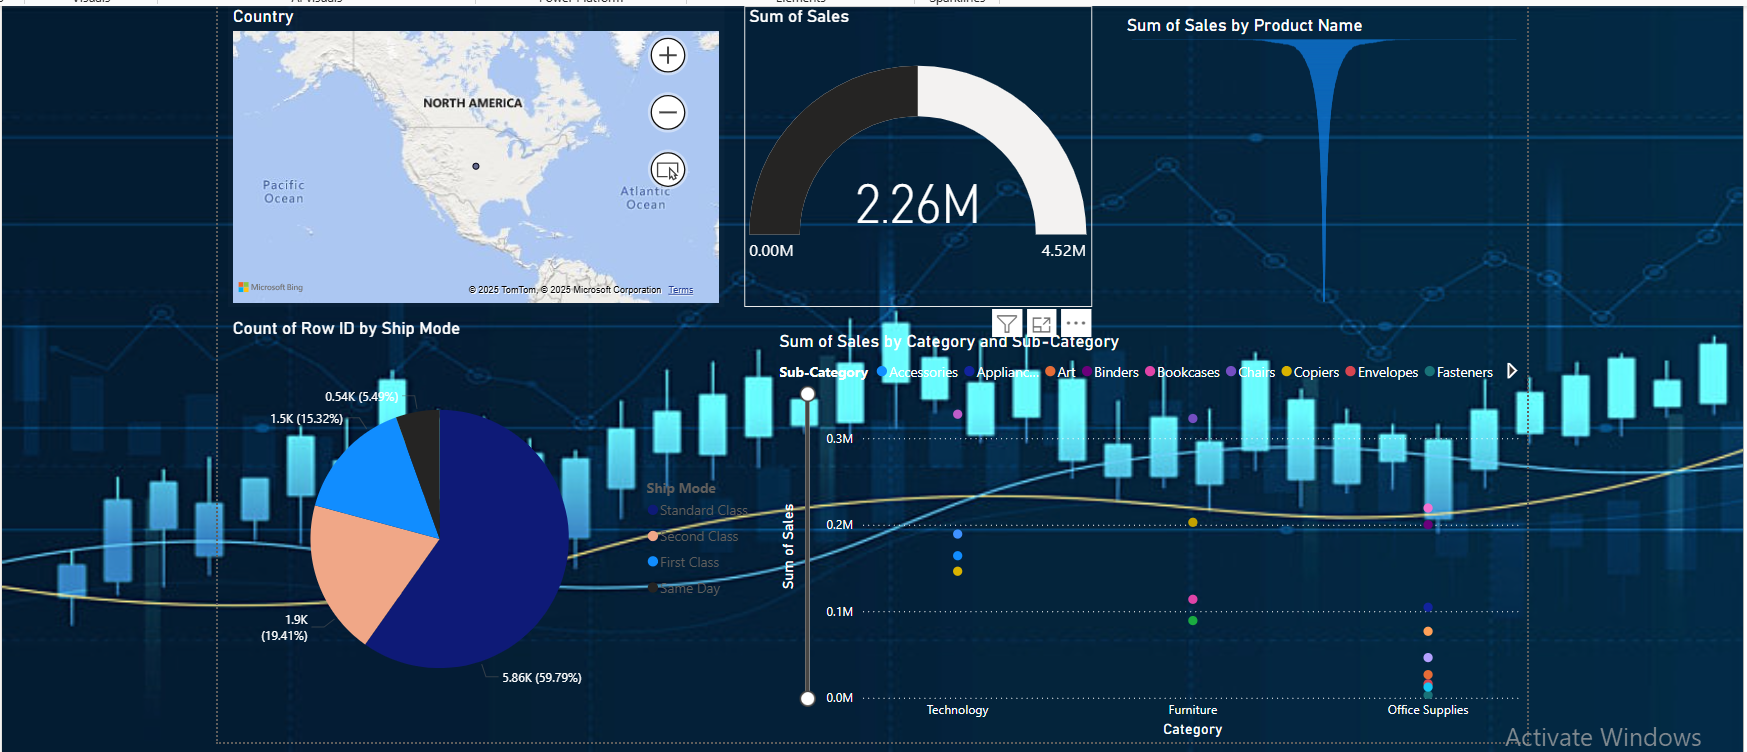 Country
NORTH AMERICA
Pacific
Ocean
Atlantic
Ocean
Microsoft Bing
© 2025 TomTom, © 2025 Microsoft Corporation Terms
Sum of Sales
2.26M
0.00M
4.52M
Sum of Sales by Product Name
Count of Row ID by Ship Mode
0.54K (5.49%)
1.5K (15.32%)
1.9K
(19.41%)
5.86K (59.79%)
Ship Mode
Standard Class
Second Class
First Class
Same Day
Sum of Sales by Category and Sub-Category
Sub-Category Accessories Applianc... Art Binders Bookcases Chairs Copiers Envelopes Fasteners
Sum of Sales
0.3M
0.2M
0.1M
0.0M
Technology Furniture Office Supplies
Category
Activate Windows